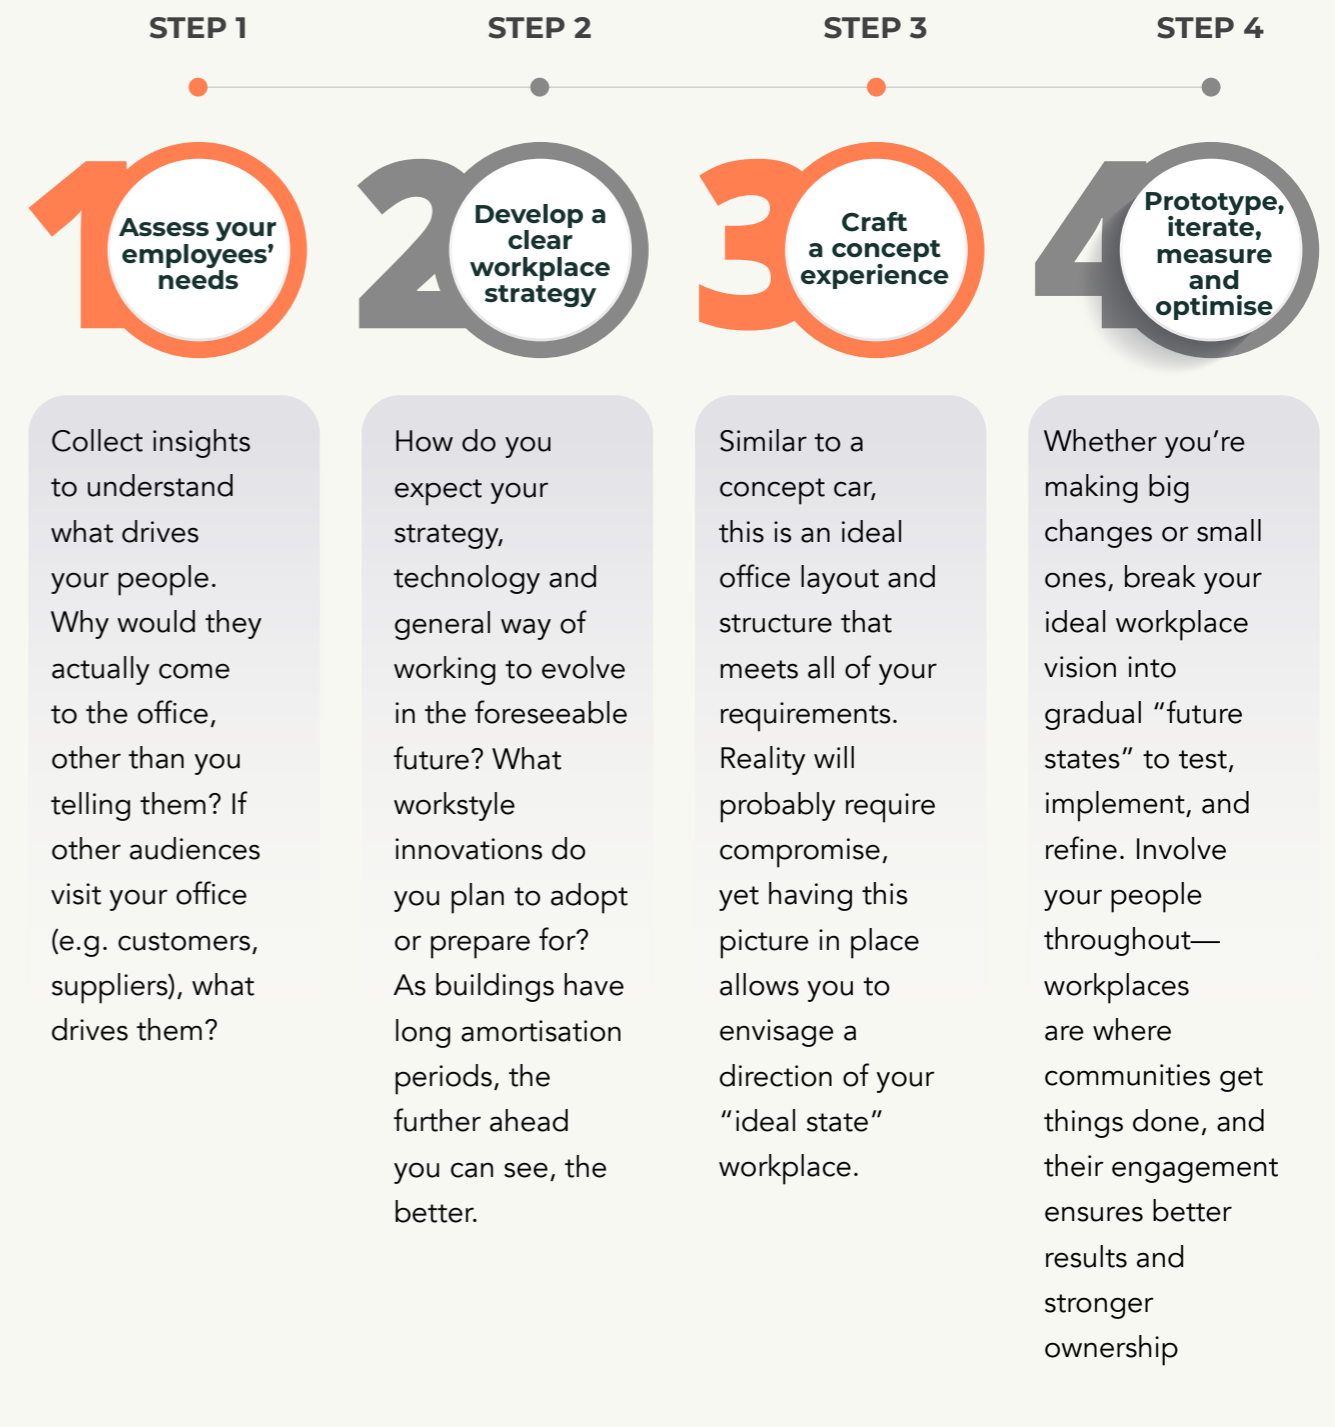 STEP 1
STEP 2
STEP 3
STEP 4
1
Assess your
employees’
needs
2
Develop a
clear
workplace
strategy
3
Craft
a concept
experience
4
Prototype,
iterate,
measure
and
optimise
Collect insights
to understand
what drives
your people.
Why would they
actually come
to the office,
other than you
telling them? If
other audiences
visit your office
(e.g. customers,
suppliers), what
drives them?
How do you
expect your
strategy,
technology and
general way of
working to evolve
in the foreseeable
future? What
workstyle
innovations do
you plan to adopt
or prepare for?
As buildings have
long amortisation
periods, the
further ahead
you can see, the
better.
Similar to a
concept car,
this is an ideal
office layout and
structure that
meets all of your
requirements.
Reality will
probably require
compromise,
yet having this
picture in place
allows you to
envisage a
direction of your
“ideal state”
workplace.
Whether you’re
making big
changes or small
ones, break your
ideal workplace
vision into
gradual “future
states” to test,
implement, and
refine. Involve
your people
throughout—
workplaces
are where
communities get
things done, and
their engagement
ensures better
results and
stronger
ownership